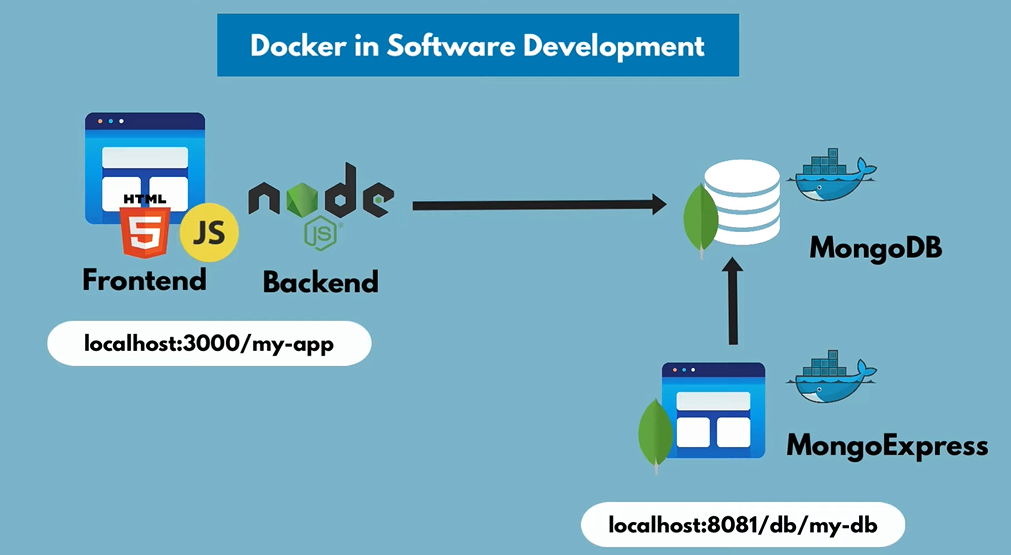 Docker in Software Development
HTML
5
JS
node
JS
Frontend
Backend
localhost:3000/my-app
MongoDB
MongoExpress
localhost:8081/db/my-db